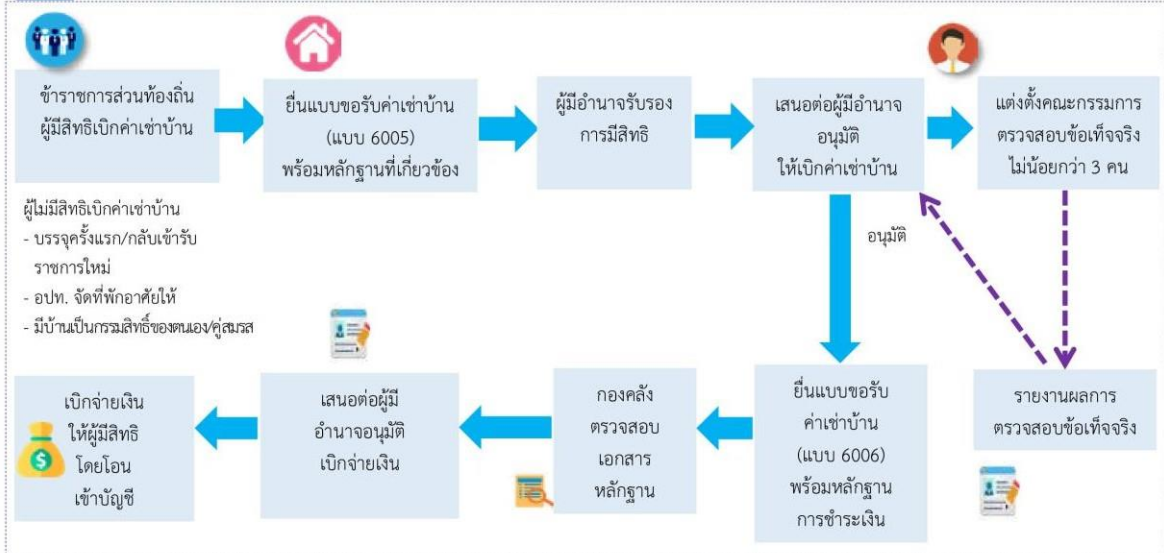 ข้าราชการส่วนท้องถิ่น
ผู้มีสิทธิเบิกค่าเช่าบ้าน
ยื่นแบบขอรับค่าเช่าบ้าน
(แบบ 6005)
พร้อมหลักฐานที่เกี่ยวข้อง
ผู้มีอำนาจรับรอง
การมีสิทธิ
เสนอต่อผู้มีอำนาจ
อนุมัติ
ให้เบิกค่าเช่าบ้าน
แต่งตั้งคณะกรรมการ
ตรวจสอบข้อเท็จจริง
ไม่น้อยกว่า 3 คน
ผู้ไม่มีสิทธิเบิกค่าเช่าบ้าน
- บรรจุครั้งแรก/กลับเข้ารับ
ราชการใหม่
- อปท. จัดที่พักอาศัยให้
- มีบ้านเป็นกรรมสิทธิ์ของตนเอง/คู่สมรส
อนุมัติ
รายงานผลการ
ตรวจสอบข้อเท็จจริง
ยื่นแบบขอรับ
ค่าเช่าบ้าน
(แบบ 6006)
พร้อมหลักฐาน
การชำระเงิน
กองคลัง
ตรวจสอบ
เอกสาร
หลักฐาน
เสนอต่อผู้มี
อำนาจอนุมัติ
เบิกจ่ายเงิน
เบิกจ่ายเงิน
ให้ผู้มีสิทธิ
โดยโอน
เข้าบัญชี